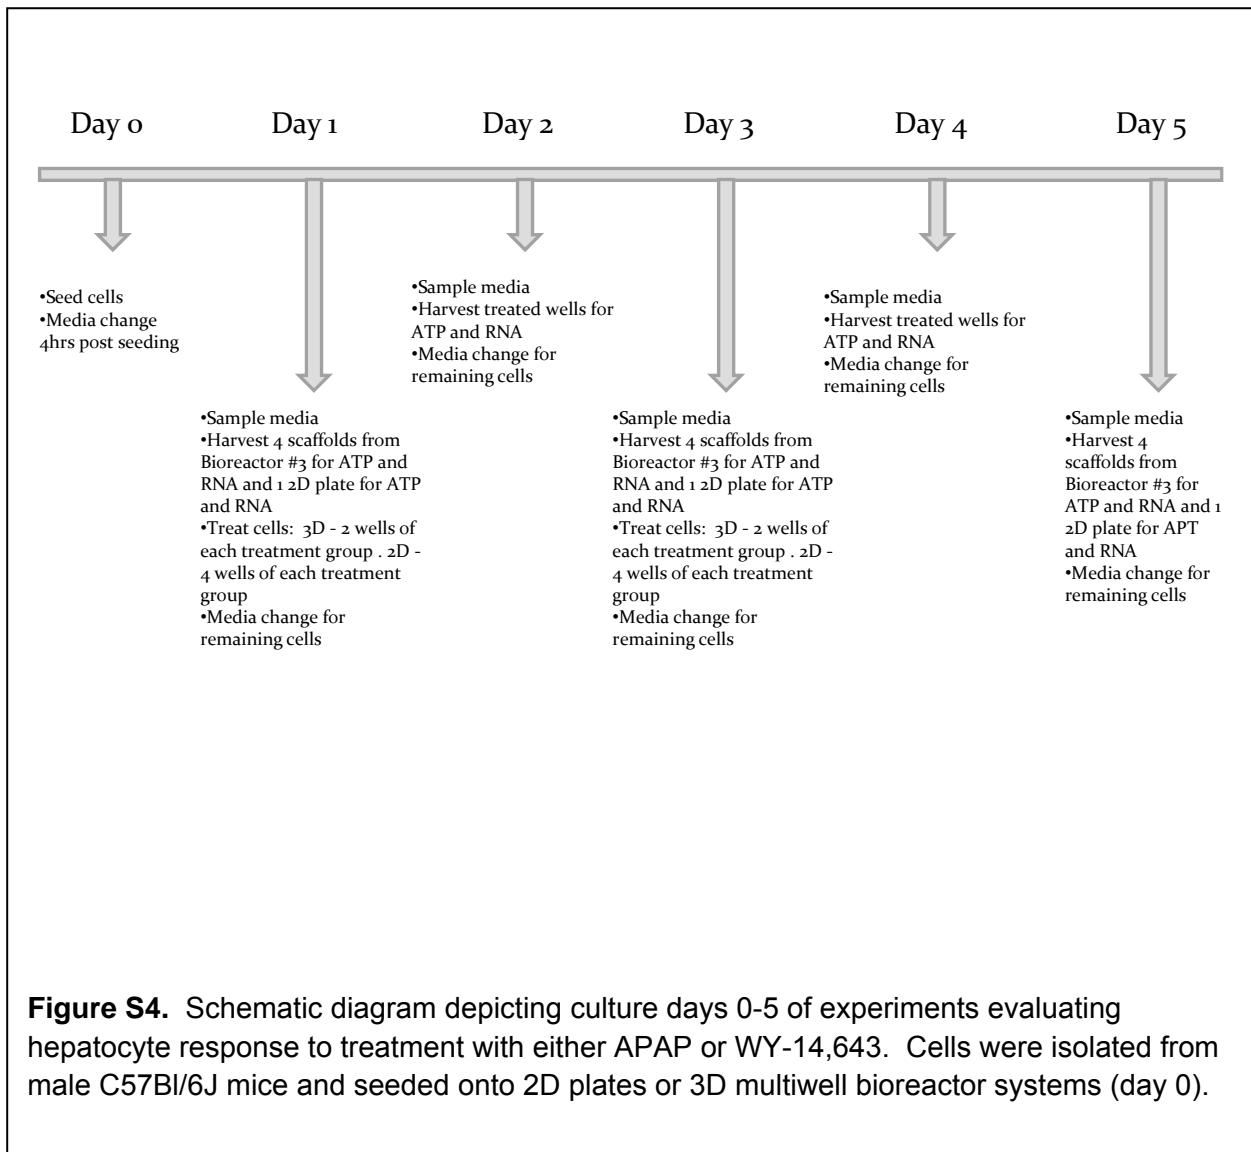 Day 0
Day 1
Day 2
Day 3
Day 4
Day 5
•Seed cells
•Media change
4hrs post seeding
•Sample media
•Harvest 4 scaffolds from
Bioreactor #3 for ATP and
RNA and 1 2D plate for ATP
and RNA
•Treat cells:  3D - 2 wells of
each treatment group . 2D -
4 wells of each treatment
group
•Media change for
remaining cells
•Sample media
•Harvest treated wells for
ATP and RNA
•Media change for
remaining cells
•Sample media
•Harvest 4 scaffolds from
Bioreactor #3 for ATP and
RNA and 1 2D plate for ATP
and RNA
•Treat cells:  3D - 2 wells of
each treatment group . 2D -
4 wells of each treatment
group
•Media change for
remaining cells
•Sample media
•Harvest treated wells for
ATP and RNA
•Media change for
remaining cells
•Sample media
•Harvest 4
scaffolds from
Bioreactor #3 for
ATP and RNA and 1
2D plate for APT
and RNA
•Media change for
remaining cells
Figure S4.  Schematic diagram depicting culture days 0-5 of experiments evaluating
hepatocyte response to treatment with either APAP or WY-14,643.  Cells were isolated from
male C57Bl/6J mice and seeded onto 2D plates or 3D multiwell bioreactor systems (day 0).